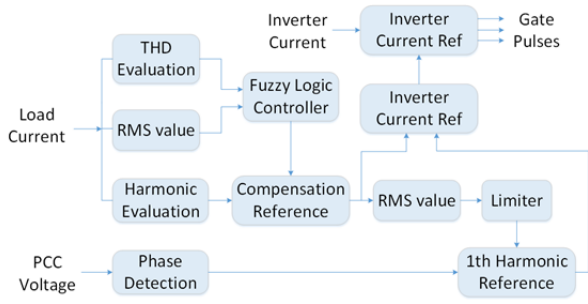 Inverter
Current
Inverter
Current Ref
Gate
Pulses
THD
Evaluation
Fuzzy Logic
Controller
Inverter
Current Ref
Load
Current
RMS value
Harmonic
Evaluation
Compensation
Reference
RMS value
Limiter
PCC
Voltage
Phase
Detection
1th Harmonic
Reference